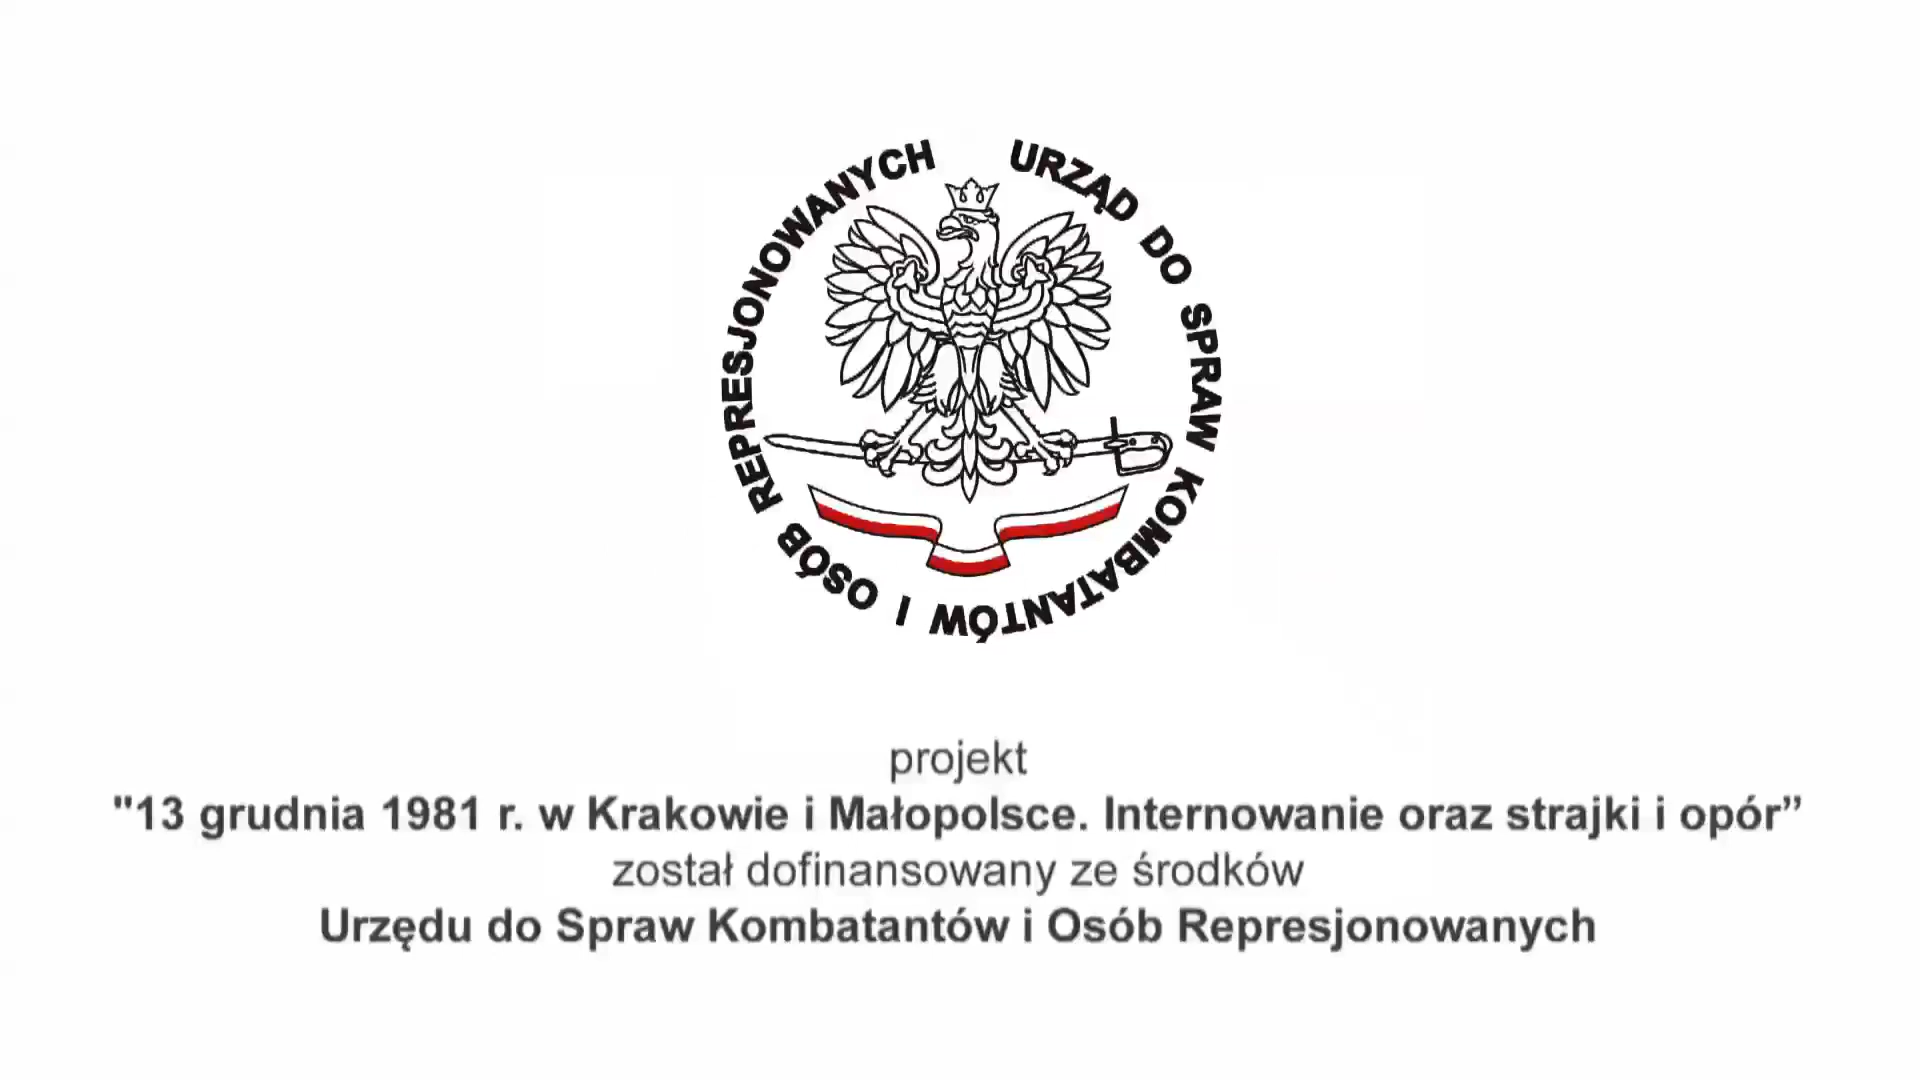 URZĄD DO SPRAW KOMBATANTÓW I OSÓB REPRESJONOWANYCH
projekt
"13 grudnia 1981 r. w Krakowie i Małopolsce. Internowanie oraz strajki i opór”
został dofinansowany ze środków
Urzędu do Spraw Kombatantów i Osób Represjonowanych